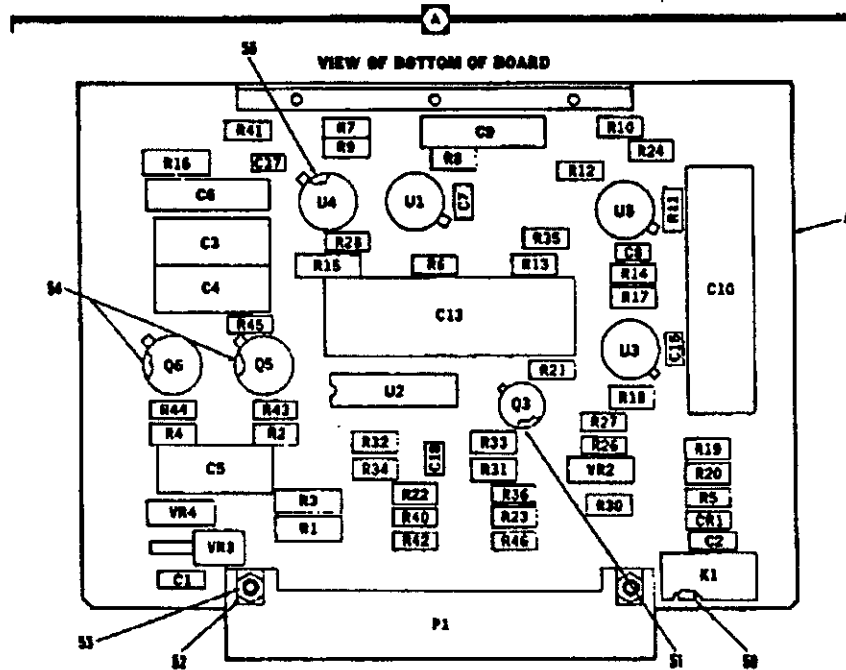 A
55
VIEW OF BOTTOM OF BOARD
R41 R7 C9 R10
R9 R24
R16 C17 R8 R12
C6 U4 U1 C7 U5 R11
C3 R28 R35 C8
R15 R6 R13 R14
C4 C13 R17 C10
54
R45
Q6 Q5 U3 C16
R21
U2 Q3 R18
R44 R43 R27
R4 R2 R32 R33 R26 R19
C5 R34 C18 R31 VR2 R20
R3 R22 R36 R30 R5
VR4 R1 R40 R23 CR1
R42 R46 C2
VR3
C1 K1
P1
53 52 51 50